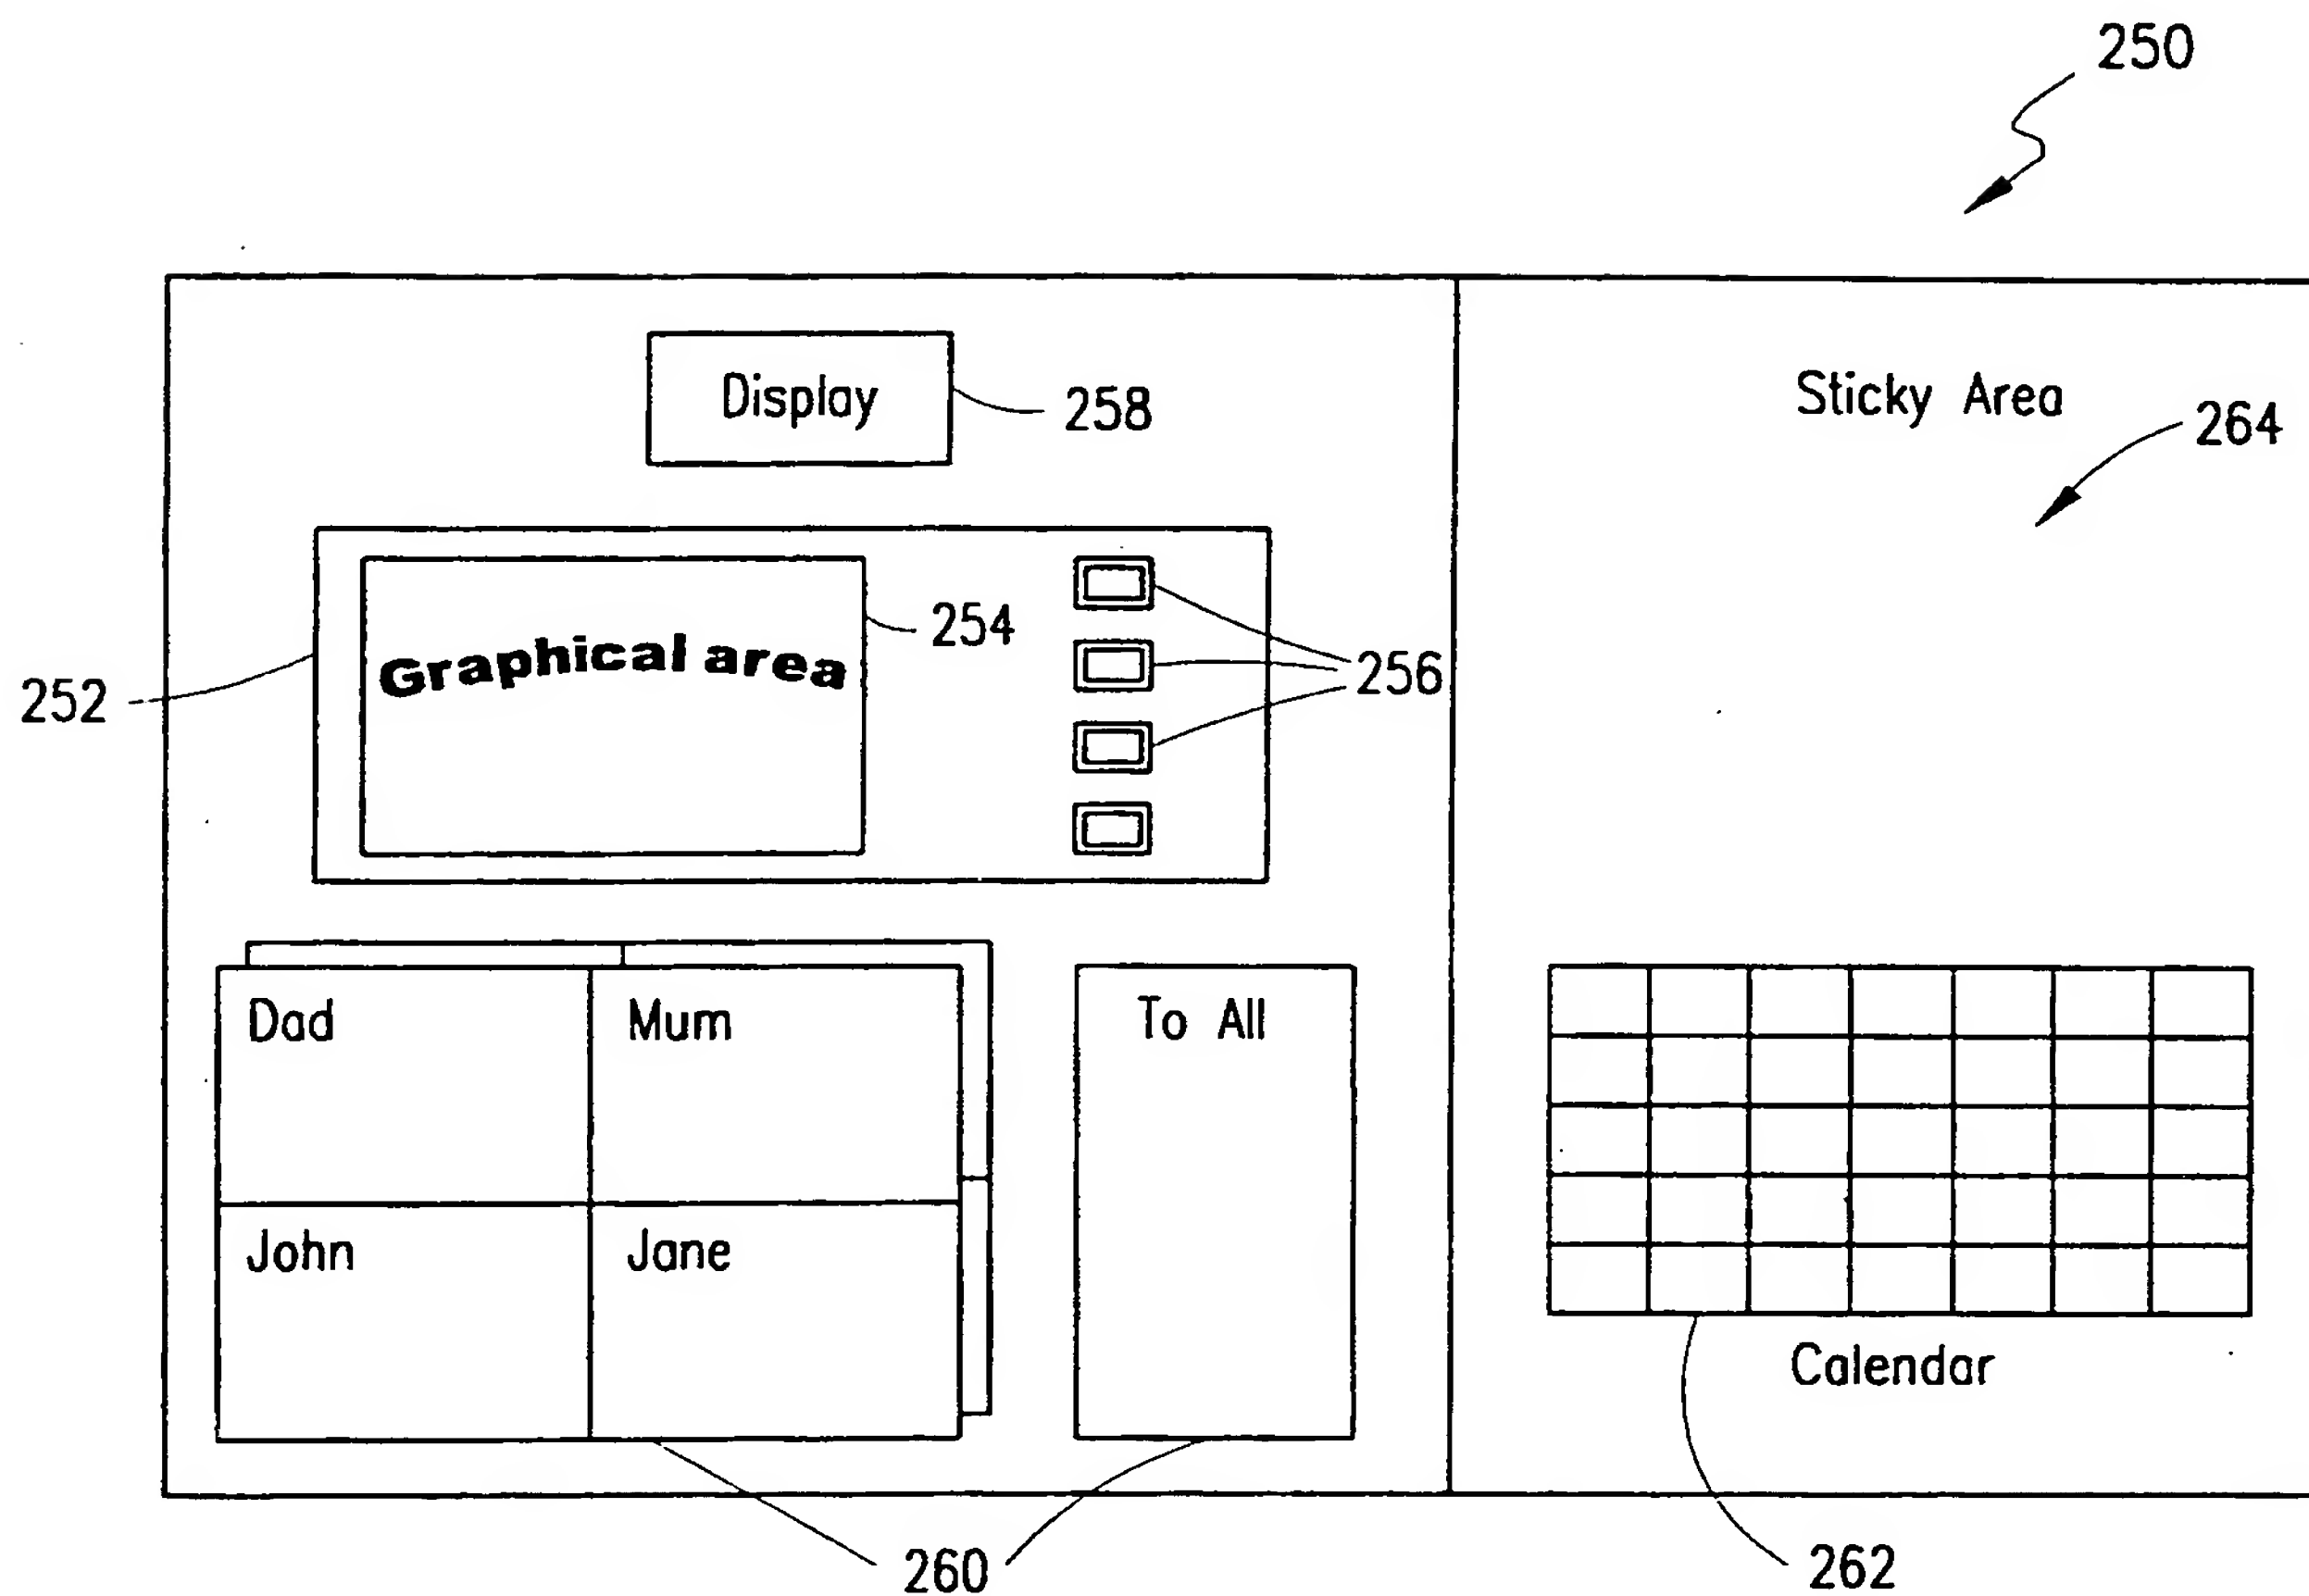 250
Display
258
Sticky Area
264
254
Graphical area
252
256
Dad
Mum
To All
John
Jane
Calendar
260
262